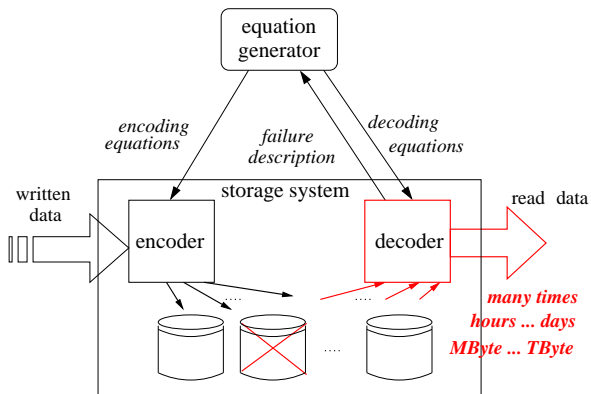 equation
generator
encoding
equations
failure
description
decoding
equations
written
data
storage system
read data
encoder
decoder
....
....
many times
hours ... days
MByte ... TByte
....